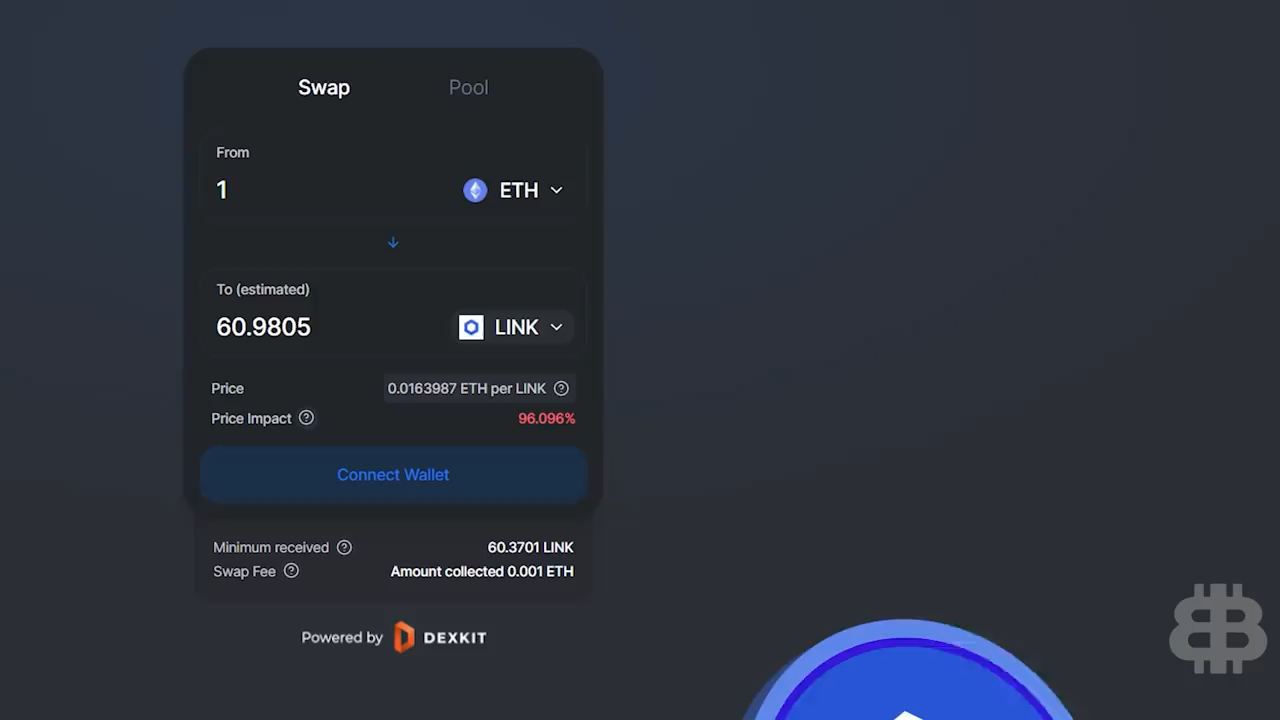 Swap Pool
From
1 ETH
To (estimated)
60.9805 LINK
Price 0.0163987 ETH per LINK ?
Price Impact ? 96.096%
Connect Wallet
Minimum received ? 60.3701 LINK
Swap Fee ? Amount collected 0.001 ETH
Powered by DEXKIT